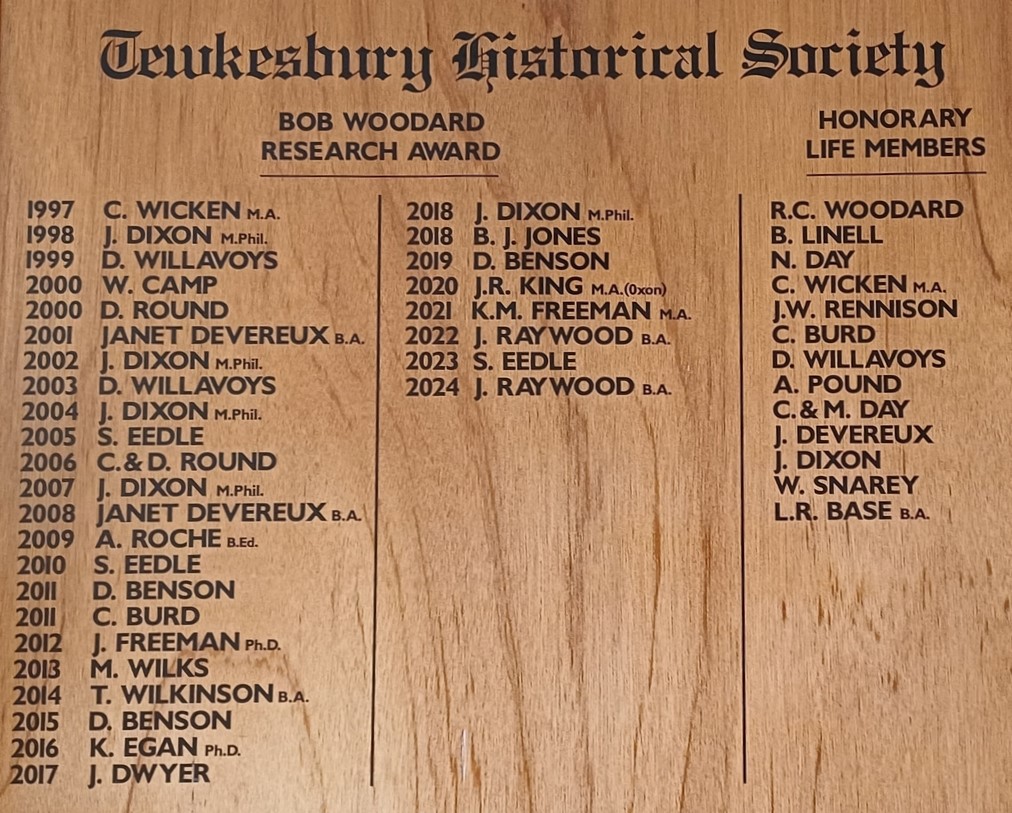 Tewkesbury Historical Society
BOB WOODARD
RESEARCH AWARD
1997 C. WICKEN M.A.
1998 J. DIXON M.Phil.
1999 D. WILLAVOYS
2000 W. CAMP
2000 D. ROUND
2001 JANET DEVEREUX B.A.
2002 J. DIXON M.Phil.
2003 D. WILLAVOYS
2004 J. DIXON M.Phil.
2005 S. EEDLE
2006 C. & D. ROUND
2007 J. DIXON M.Phil.
2008 JANET DEVEREUX B.A.
2009 A. ROCHE B.Ed.
2010 S. EEDLE
2011 D. BENSON
2011 C. BURD
2012 J. FREEMAN Ph.D.
2013 M. WILKS
2014 T. WILKINSON B.A.
2015 D. BENSON
2016 K. EGAN Ph.D.
2017 J. DWYER
2018 J. DIXON M.Phil.
2018 B. J. JONES
2019 D. BENSON
2020 J.R. KING M.A.(Oxon)
2021 K.M. FREEMAN M.A.
2022 J. RAYWOOD B.A.
2023 S. EEDLE
2024 J. RAYWOOD B.A.
HONORARY
LIFE MEMBERS
R.C. WOODARD
B. LINELL
N. DAY
C. WICKEN M.A.
J.W. RENNISON
C. BURD
D. WILLAVOYS
A. POUND
C. & M. DAY
J. DEVEREUX
J. DIXON
W. SNAREY
L.R. BASE B.A.